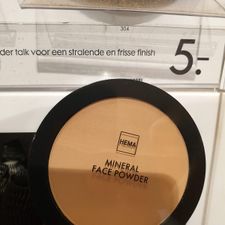 304
der talk voor een stralende en frisse finish
5.-
HEMA
MINERAL
FACE POWDER